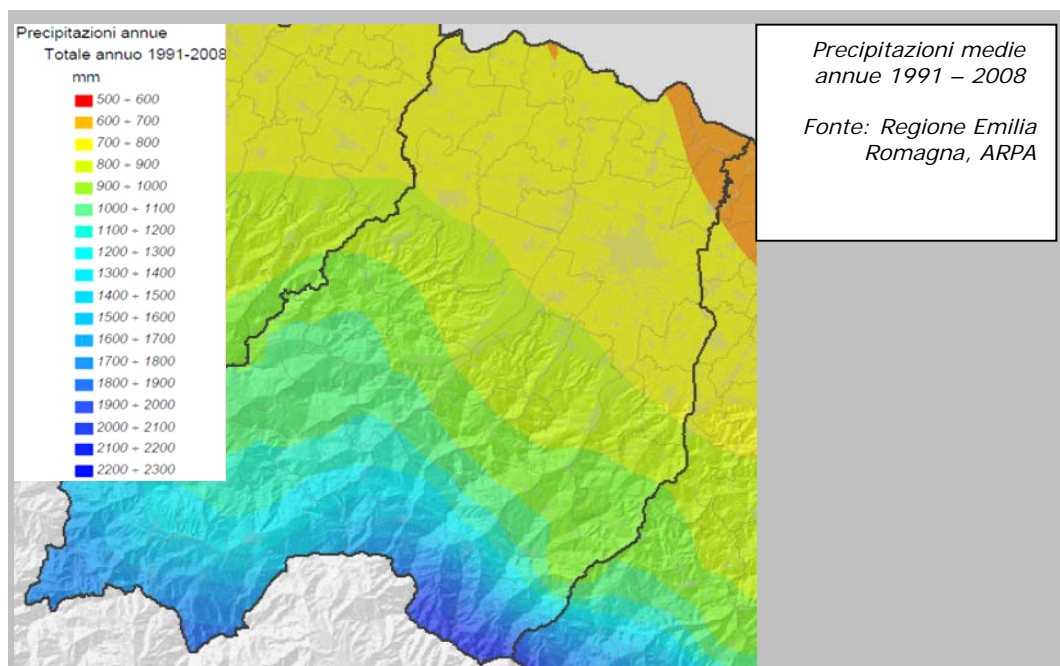 Precipitazioni annue
Totale annuo 1991-2008
mm
500 ÷ 600
600 ÷ 700
700 ÷ 800
800 ÷ 900
900 ÷ 1000
1000 ÷ 1100
1100 ÷ 1200
1200 ÷ 1300
1300 ÷ 1400
1400 ÷ 1500
1500 ÷ 1600
1600 ÷ 1700
1700 ÷ 1800
1800 ÷ 1900
1900 ÷ 2000
2000 ÷ 2100
2100 ÷ 2200
2200 ÷ 2300
Precipitazioni medie
annue 1991 – 2008
Fonte: Regione Emilia
Romagna, ARPA